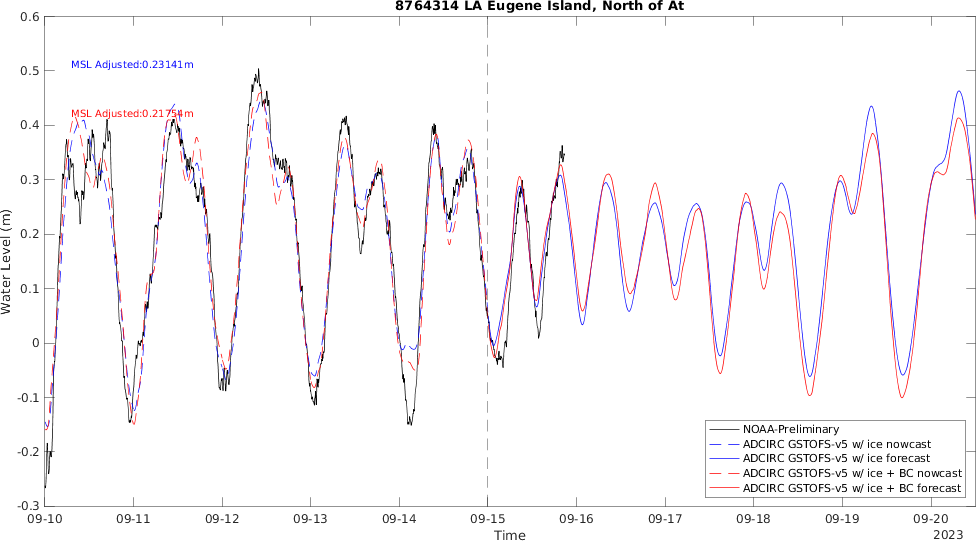 8764314 LA Eugene Island, North of At
0.6
0.5
0.4
0.3
0.2
0.1
0
-0.1
-0.2
-0.3
Water Level (m)
MSL Adjusted:0.23141m
MSL Adjusted:0.21754m
NOAA-Preliminary
ADCIRC GSTOFS-v5 w/ ice nowcast
ADCIRC GSTOFS-v5 w/ ice forecast
ADCIRC GSTOFS-v5 w/ ice + BC nowcast
ADCIRC GSTOFS-v5 w/ ice + BC forecast
09-10 09-11 09-12 09-13 09-14 09-15 09-16 09-17 09-18 09-19 09-20
Time
2023